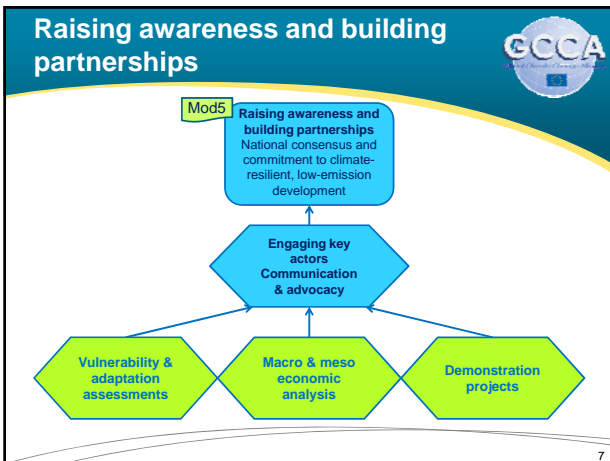 Raising awareness and building
partnerships
GCCA
Mod5
Raising awareness and
building partnerships
National consensus and
commitment to climate-
resilient, low-emission
development
Engaging key
actors
Communication
& advocacy
Vulnerability &
adaptation
assessments
Macro & meso
economic
analysis
Demonstration
projects
7